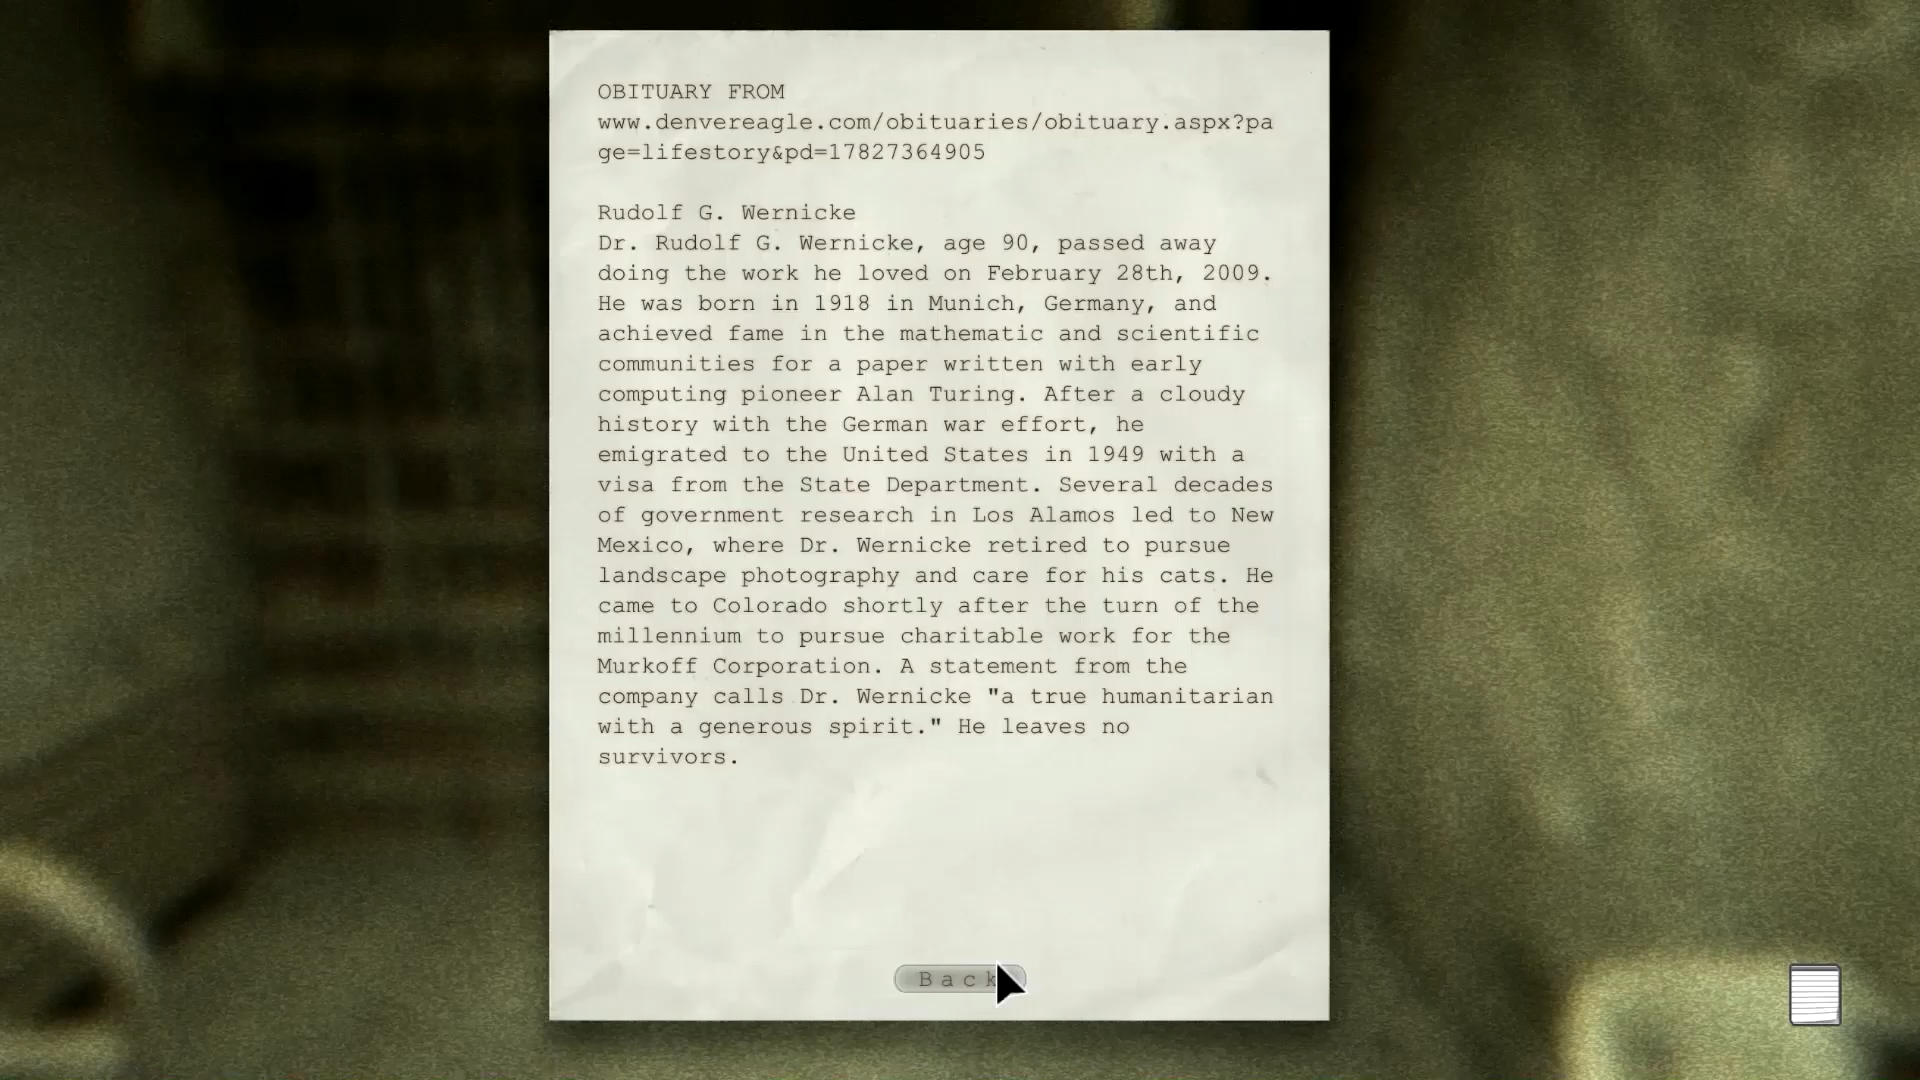 OBITUARY FROM
www.denvereagle.com/obituaries/obituary.aspx?pa
ge=lifestory&pd=17827364905
Rudolf G. Wernicke
Dr. Rudolf G. Wernicke, age 90, passed away
doing the work he loved on February 28th, 2009.
He was born in 1918 in Munich, Germany, and
achieved fame in the mathematic and scientific
communities for a paper written with early
computing pioneer Alan Turing. After a cloudy
history with the German war effort, he
emigrated to the United States in 1949 with a
visa from the State Department. Several decades
of government research in Los Alamos led to New
Mexico, where Dr. Wernicke retired to pursue
landscape photography and care for his cats. He
came to Colorado shortly after the turn of the
millennium to pursue charitable work for the
Murkoff Corporation. A statement from the
company calls Dr. Wernicke "a true humanitarian
with a generous spirit." He leaves no
survivors.
Back